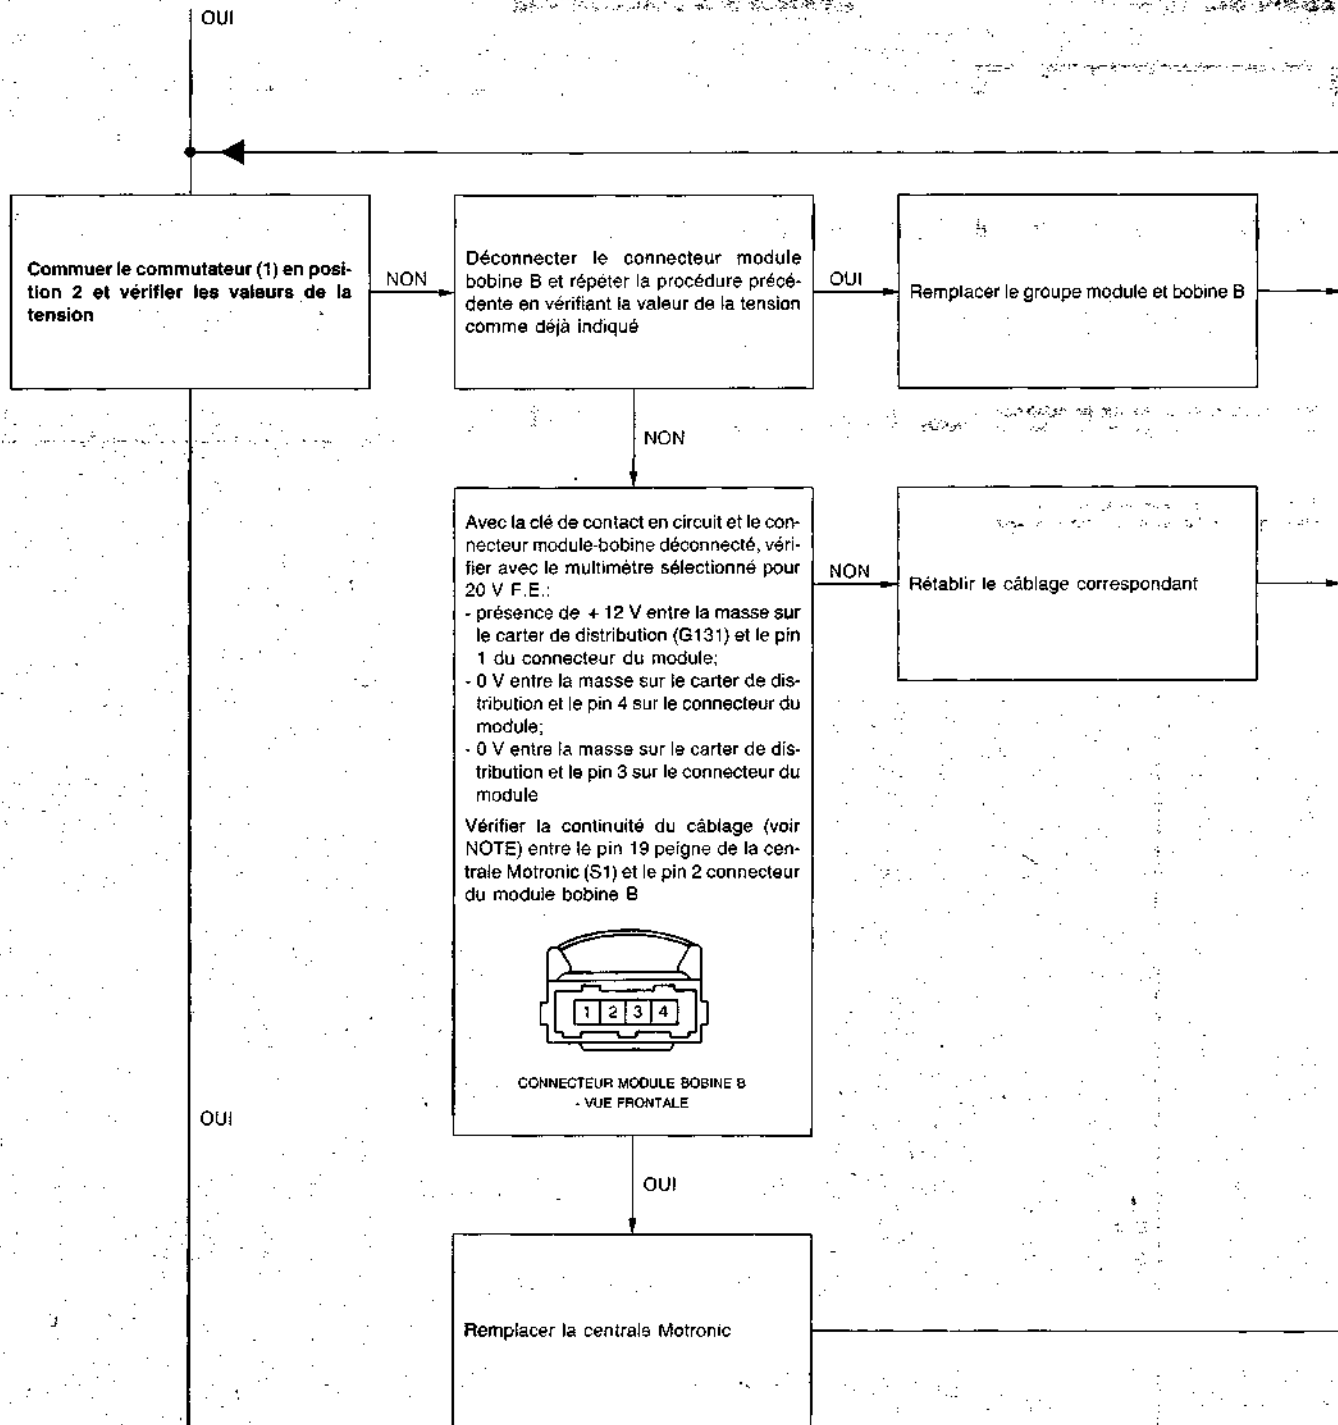 OUI
Commuer le commutateur (1) en posi-
tion 2 et vérifier les valeurs de la
tension
NON
Déconnecter le connecteur module
bobine B et répéter la procédure précé-
dente en vérifiant la valeur de la tension
comme déjà indiqué
OUI
Remplacer le groupe module et bobine B
NON
Avec la clé de contact en circuit et le con-
necteur module-bobine déconnecté, véri-
fier avec le multimètre sélectionné pour
20 V F.E.:
- présence de + 12 V entre la masse sur
le carter de distribution (G131) et le pin
1 du connecteur du module;
- 0 V entre la masse sur le carter de dis-
tribution et le pin 4 sur le connecteur du
module;
- 0 V entre la masse sur le carter de dis-
tribution et le pin 3 sur le connecteur du
module
Vérifier la continuité du câblage (voir
NOTE) entre le pin 19 peigne de la cen-
trale Motronic (S1) et le pin 2 connecteur
du module bobine B
1 2 3 4
CONNECTEUR MODULE BOBINE B
- VUE FRONTALE
NON
Rétablir le câblage correspondant
OUI
OUI
Remplacer la centrale Motronic